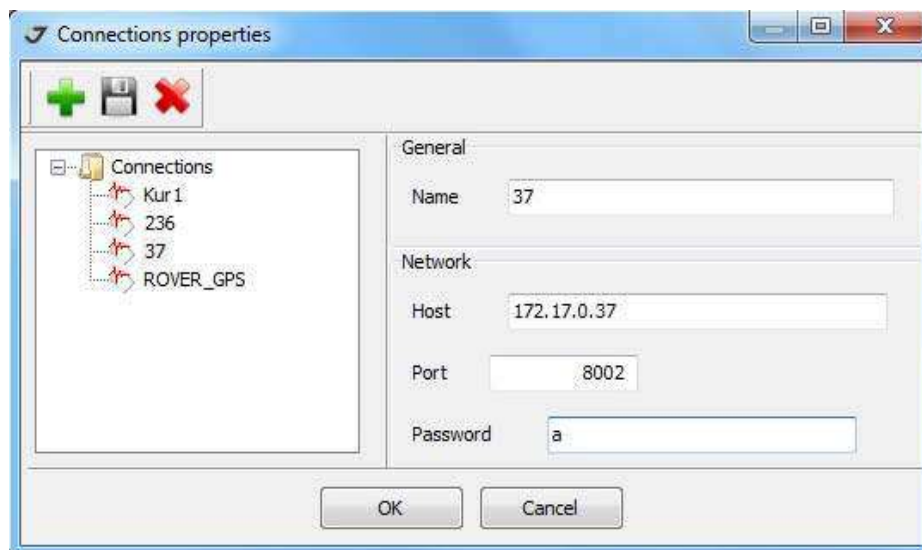 Connections properties
Connections
Kur1
236
37
ROVER_GPS
General
Name 37
Network
Host 172.17.0.37
Port 8002
Password a
OK Cancel